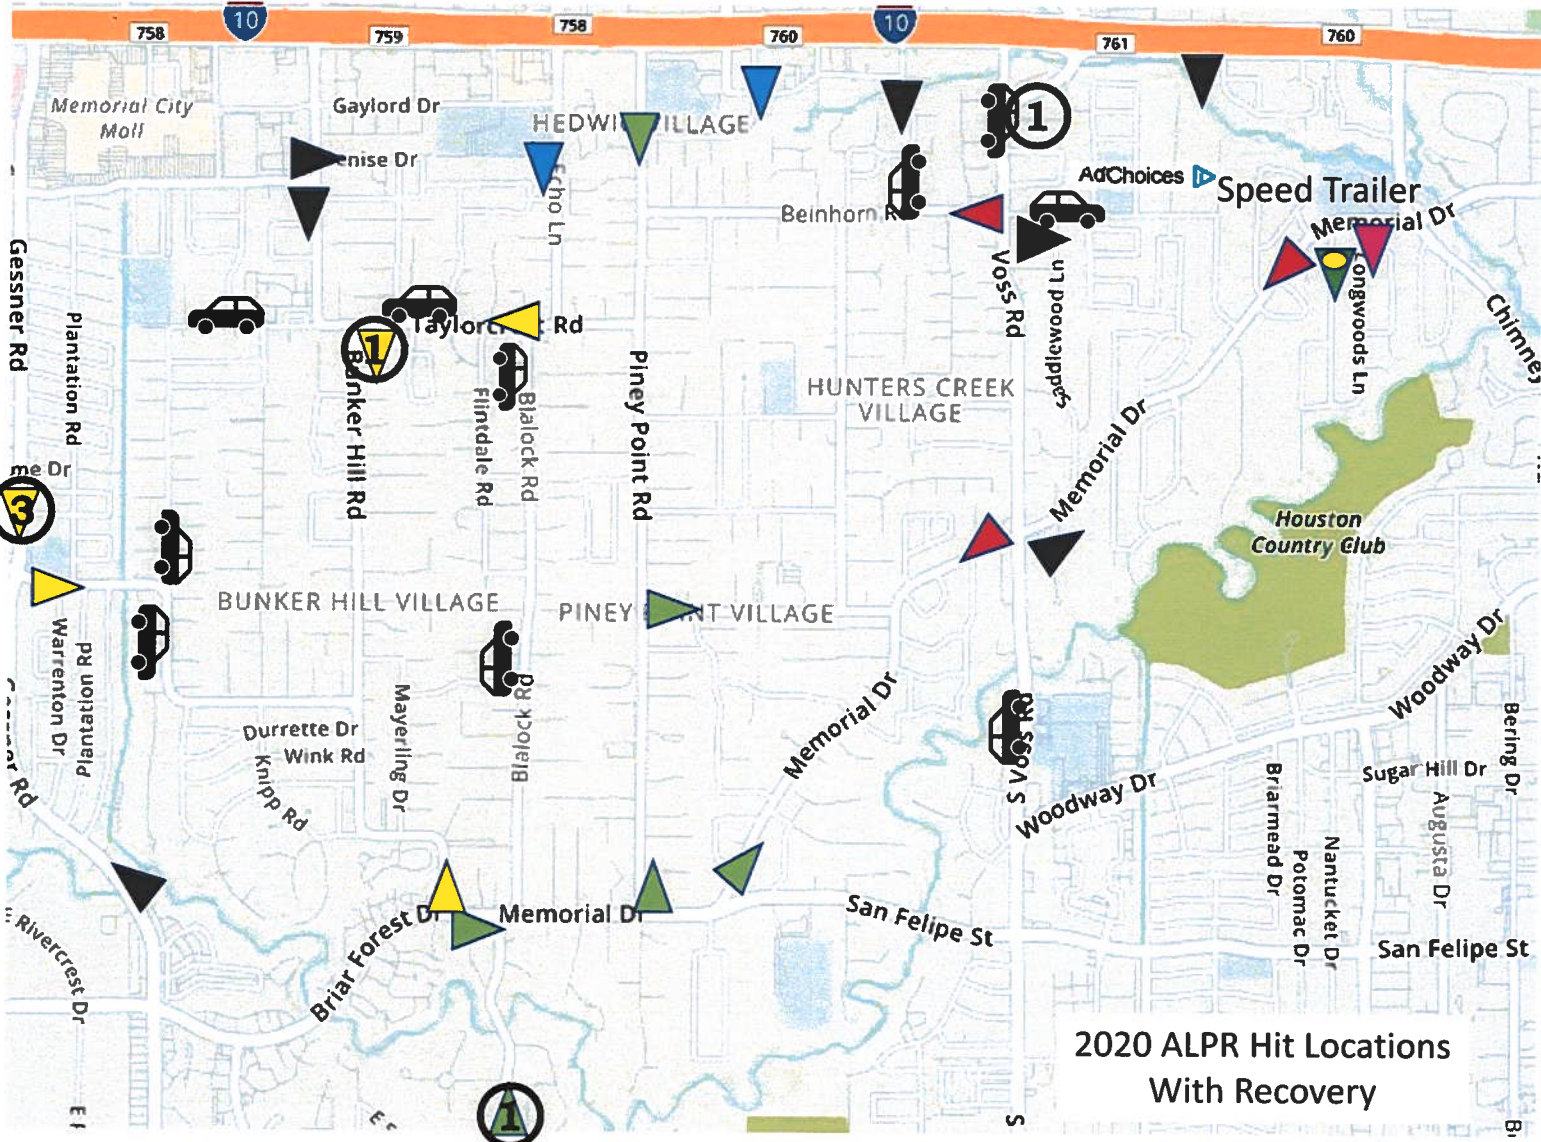 10
10
758
759
758
760
761
760
Memorial City
Mall
Gaylord Dr
HEDWI VILLAGE
1
enise Dr
AdChoices
Speed Trailer
Memorial Dr
Echo Ln
Beinhorn R
Gessner Rd
Plantation Rd
Voss Rd
Saddlewood Ln
Longwoods Ln
Chimney
1
Taylorc Rd
Bunker Hill Rd
Flintdale Rd
Blalock Rd
Piney Point Rd
HUNTERS CREEK
VILLAGE
Memorial Dr
me Dr
3
Houston
Country Club
BUNKER HILL VILLAGE
PINEY NT VILLAGE
Warrenton Dr
Plantation Rd
Woodway Dr
Mayerling Dr
Blalock Rd
Memorial Dr
S Voss Rd
Durrette Dr
Wink Rd
Knipp Rd
Woodway Dr
Bering Dr
Sugar Hill Dr
Briarmead Dr
Augusta Dr
Potomac Dr
Nantucket Dr
E Rivercrest Dr
Briar Forest Dr
Memorial Dr
San Felipe St
San Felipe St
2020 ALPR Hit Locations
With Recovery
1
S